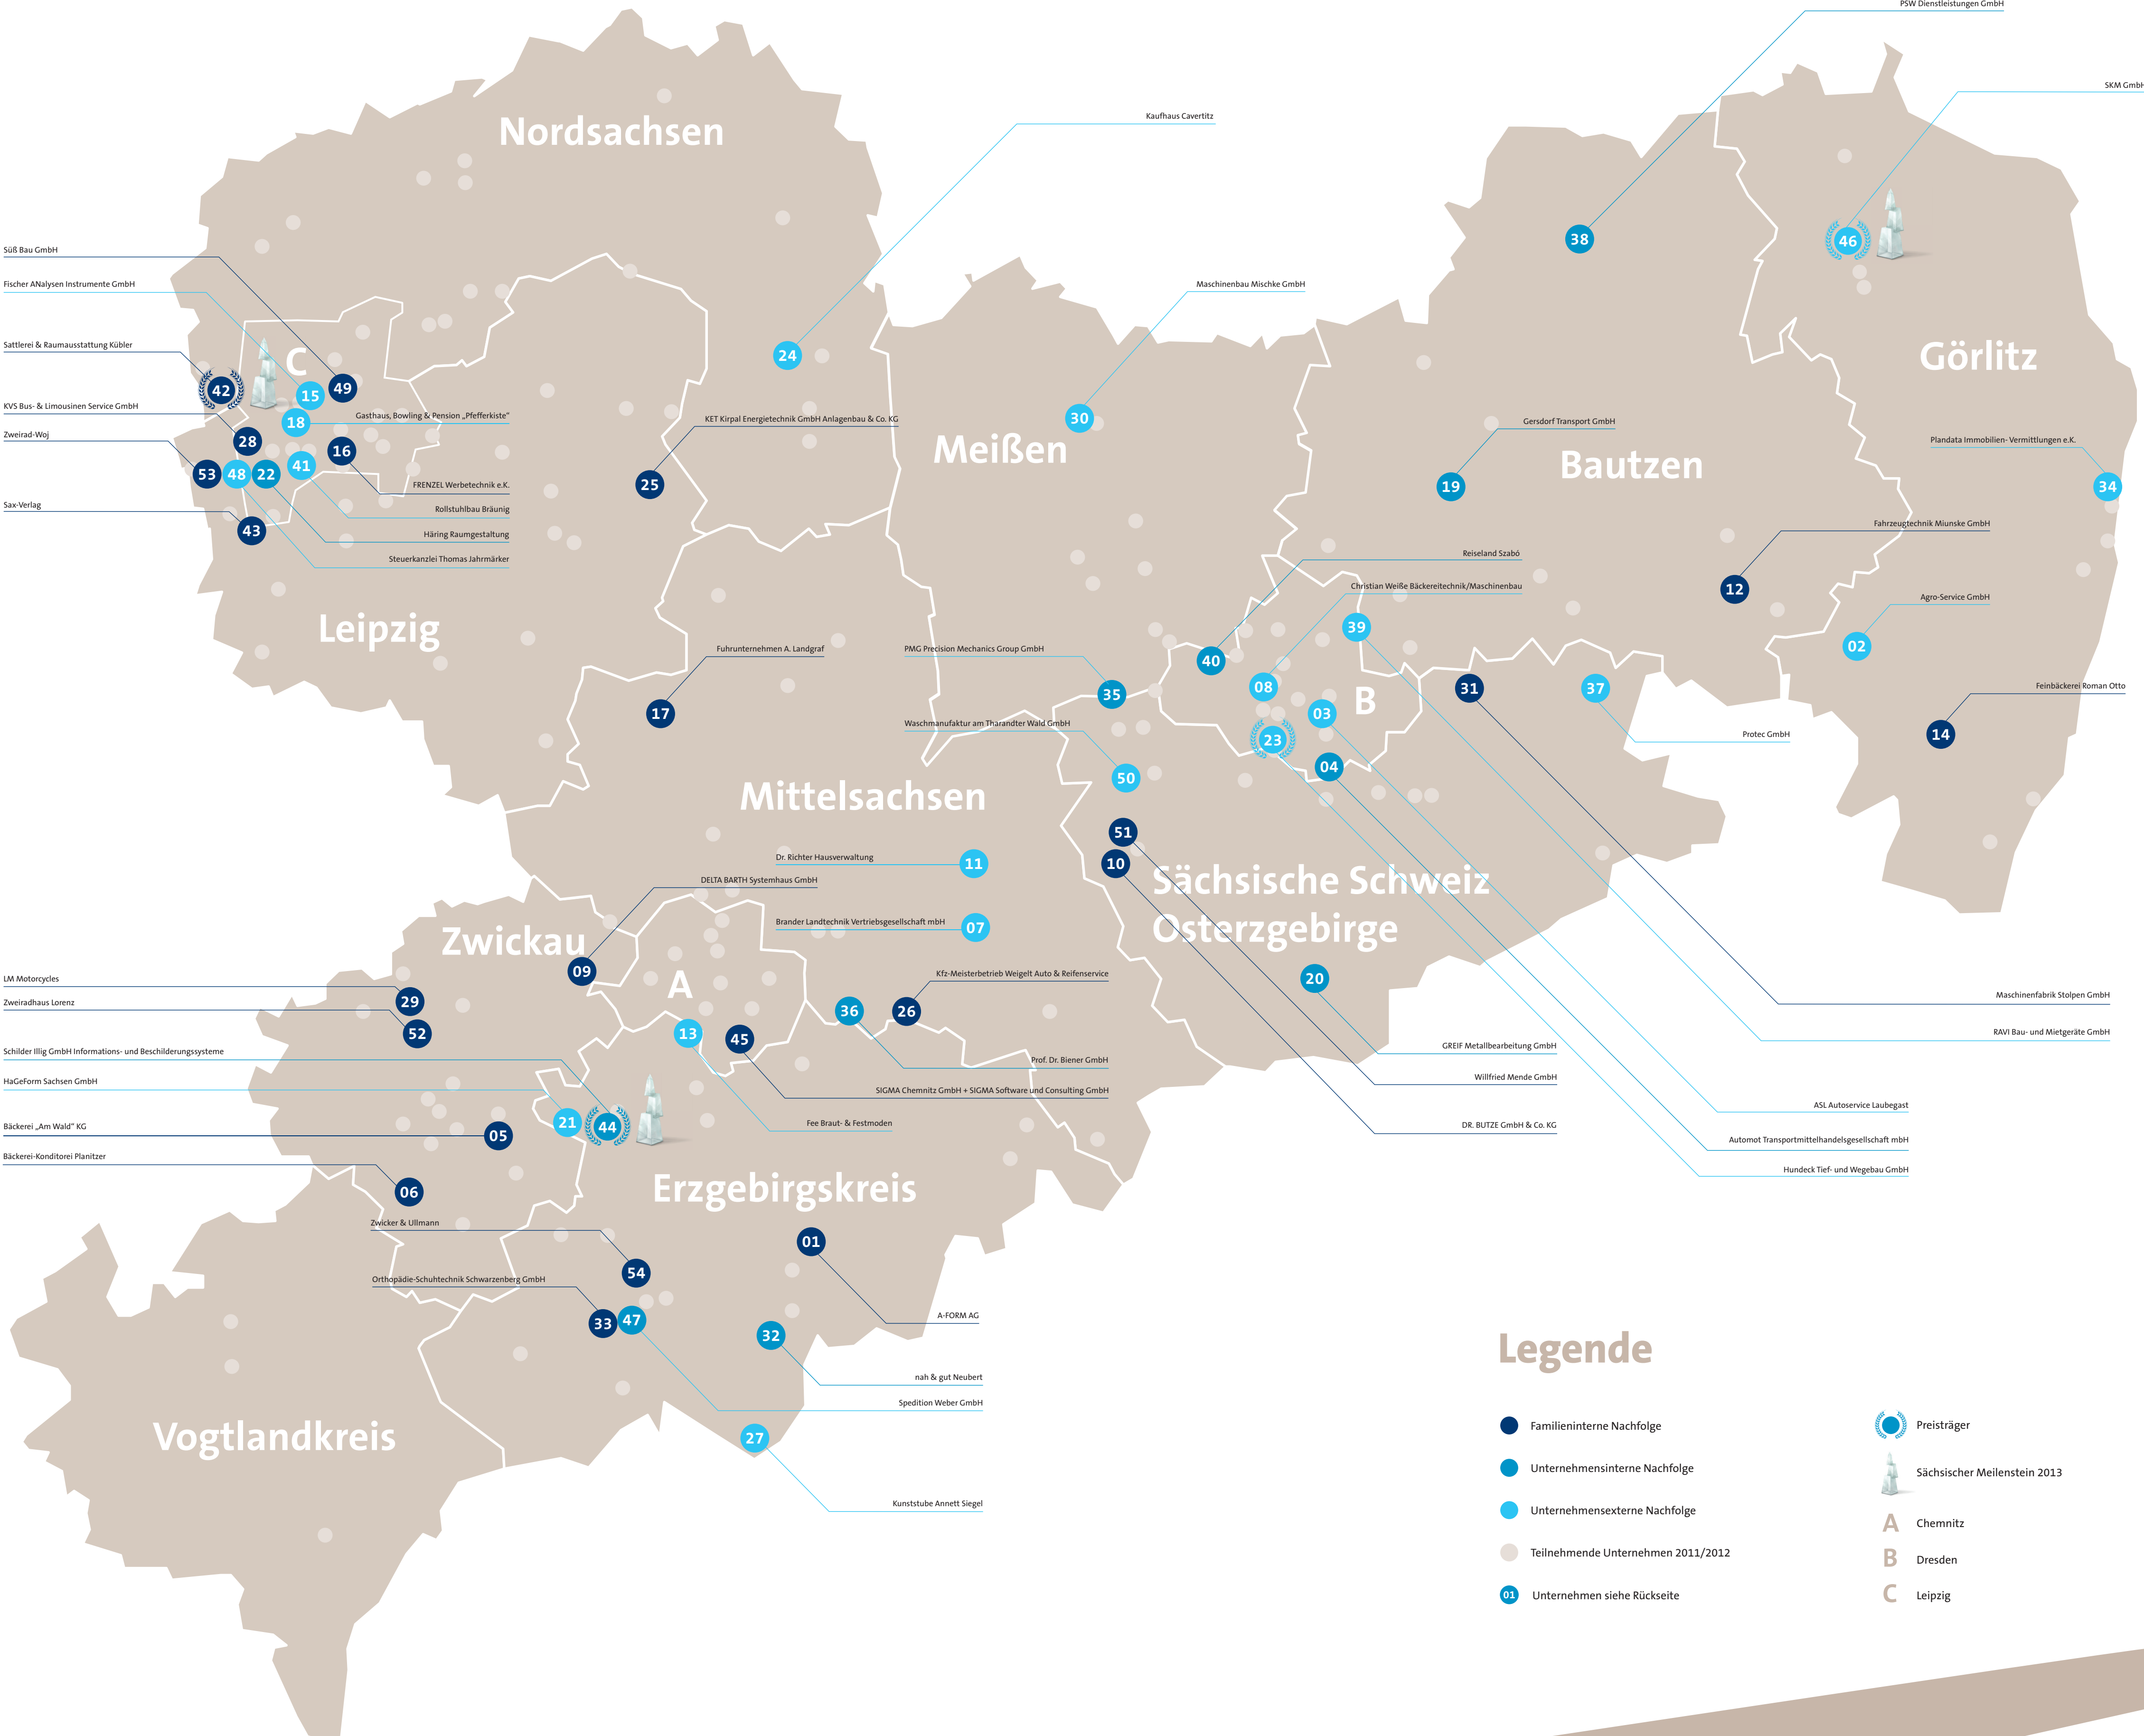 PSW Dienstleistungen GmbH
SKM GmbH
Kaufhaus Cavertitz
Nordsachsen
38
46
Süß Bau GmbH
Fischer ANalysen Instrumente GmbH
Maschinenbau Mischke GmbH
Sattlerei & Raumausstattung Kübler
C
24
Görlitz
42
15
49
KVS Bus- & Limousinen Service GmbH
18
Gasthaus, Bowling & Pension „Pfefferkiste“
KET Kirpal Energietechnik GmbH Anlagenbau & Co. KG
30
Gersdorf Transport GmbH
Zweirad-Woj
28
16
Meißen
Bautzen
Plandata Immobilien- Vermittlungen e.K.
53
48
22
41
FRENZEL Werbetechnik e.K.
25
19
34
Sax-Verlag
43
Rollstuhlbau Bräunig
Häring Raumgestaltung
Steuerkanzlei Thomas Jahrmärker
Fahrzeugtechnik Miunske GmbH
Reiseland Szabó
Christian Weiße Bäckereitechnik/Maschinenbau
12
Agro-Service GmbH
Leipzig
39
02
Fuhrunternehmen A. Landgraf
PMG Precision Mechanics Group GmbH
40
35
08
B
31
37
Feinbäckerei Roman Otto
17
03
Waschmanufaktur am Tharandter Wald GmbH
23
Protec GmbH
14
04
50
Mittelsachsen
51
Dr. Richter Hausverwaltung
11
10
Sächsische Schweiz
Osterzgebirge
DELTA BARTH Systemhaus GmbH
Brander Landtechnik Vertriebsgesellschaft mbH
07
Zwickau
09
A
Kfz-Meisterbetrieb Weigelt Auto & Reifenservice
20
LM Motorcycles
29
Zweiradhaus Lorenz
52
36
26
Maschinenfabrik Stolpen GmbH
13
45
RAVI Bau- und Mietgeräte GmbH
Schilder Illig GmbH Informations- und Beschilderungssysteme
Prof. Dr. Biener GmbH
GREIF Metallbearbeitung GmbH
HaGeForm Sachsen GmbH
SIGMA Chemnitz GmbH + SIGMA Software und Consulting GmbH
Willfried Mende GmbH
ASL Autoservice Laubegast
21
44
Fee Braut- & Festmoden
DR. BUTZE GmbH & Co. KG
Bäckerei „Am Wald“ KG
05
Automot Transportmittelhandelsgesellschaft mbH
Bäckerei-Konditorei Planitzer
Hundeck Tief- und Wegebau GmbH
06
Erzgebirgskreis
Zwicker & Ullmann
01
54
Orthopädie-Schuhtechnik Schwarzenberg GmbH
33
47
32
A-FORM AG
nah & gut Neubert
Spedition Weber GmbH
Vogtlandkreis
27
Kunststube Annett Siegel
Legende
Familieninterne Nachfolge
Unternehmensinterne Nachfolge
Unternehmensexterne Nachfolge
Teilnehmende Unternehmen 2011/2012
01 Unternehmen siehe Rückseite
Preisträger
Sächsischer Meilenstein 2013
A Chemnitz
B Dresden
C Leipzig